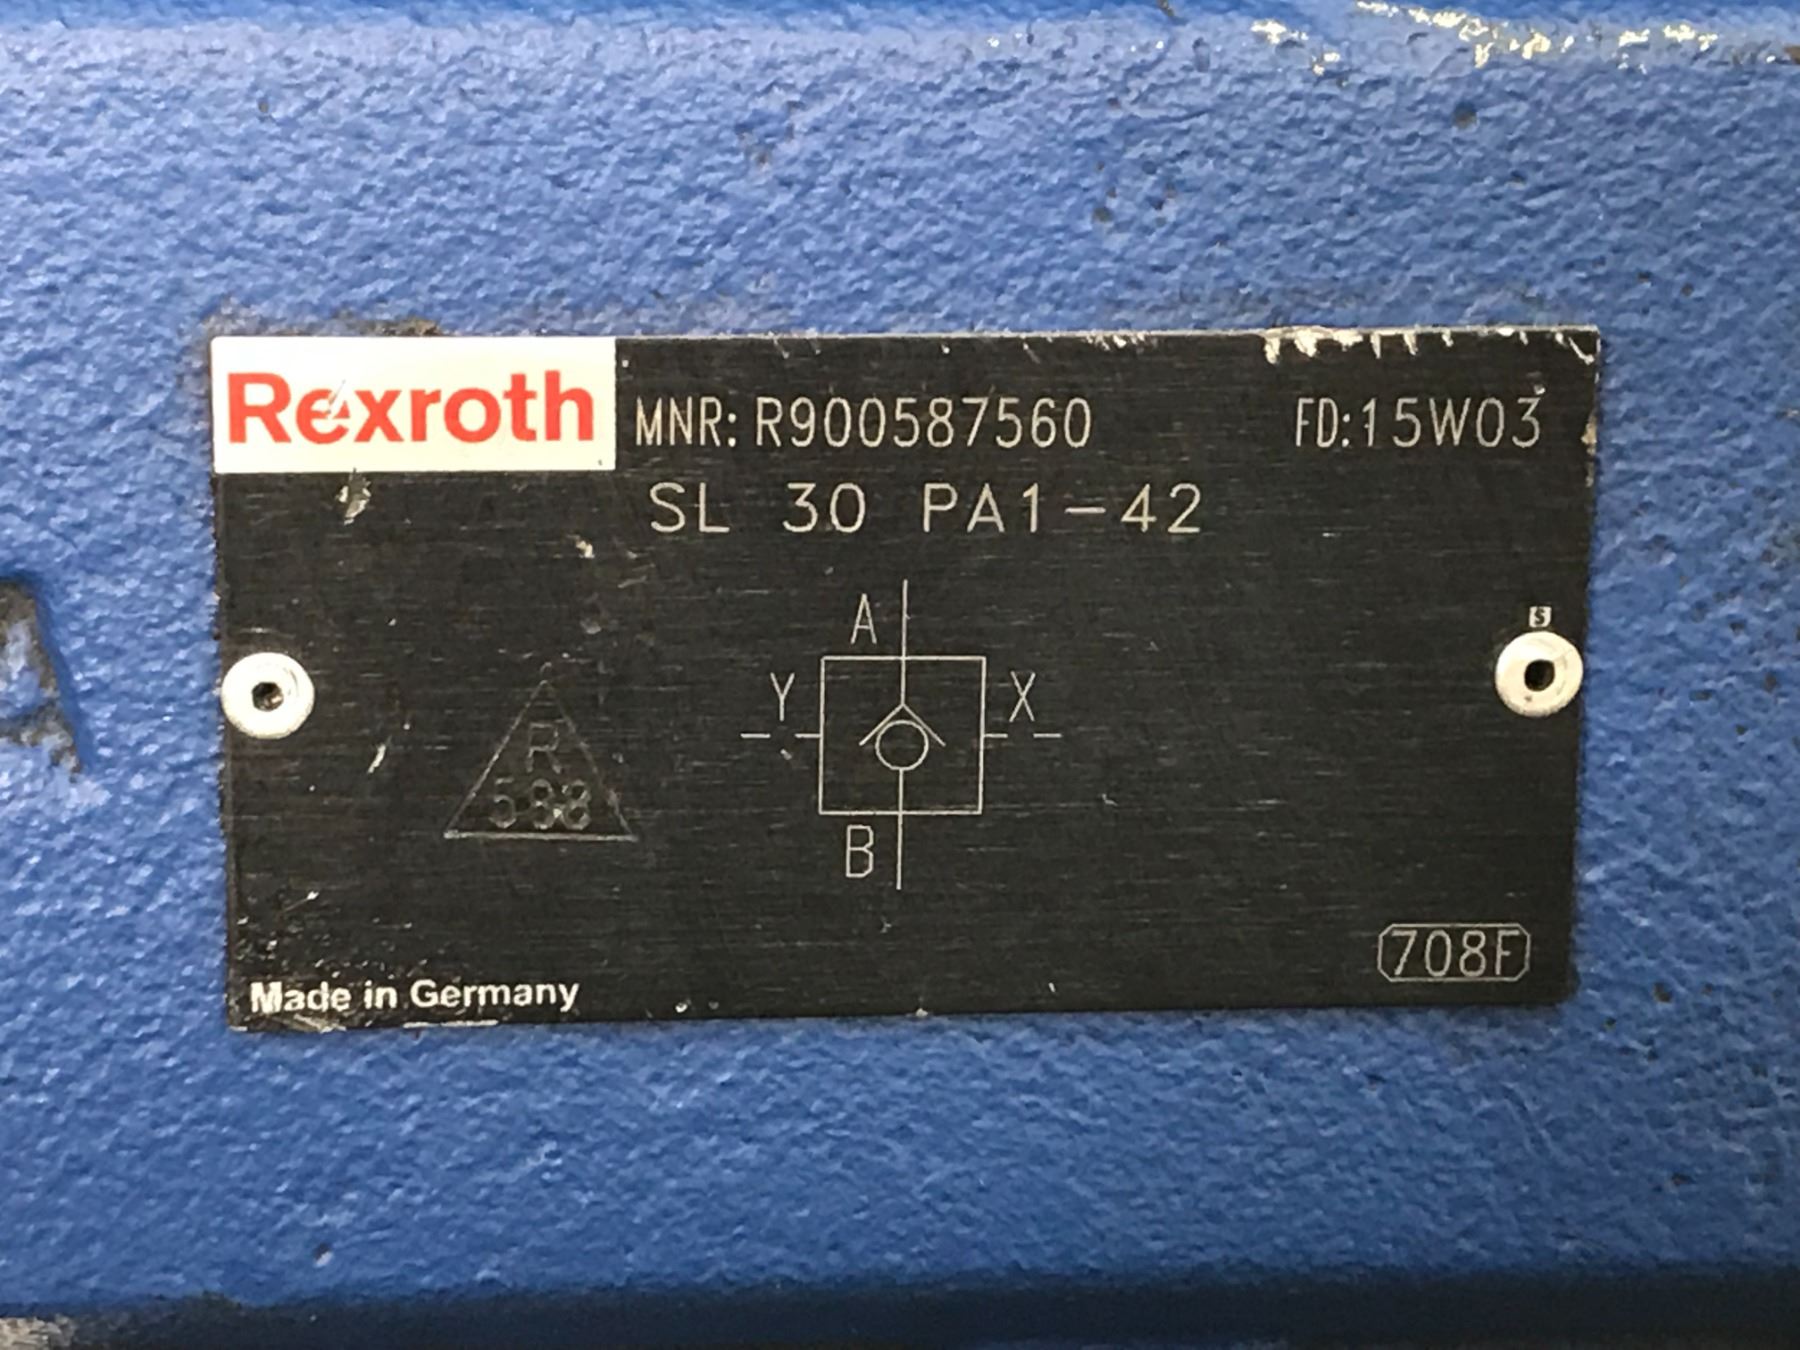 Rexroth MNR: R900587560 FD:15W03
SL 30 PA1-42
A
S
Y X
R
588
B
708F
Made in Germany
A